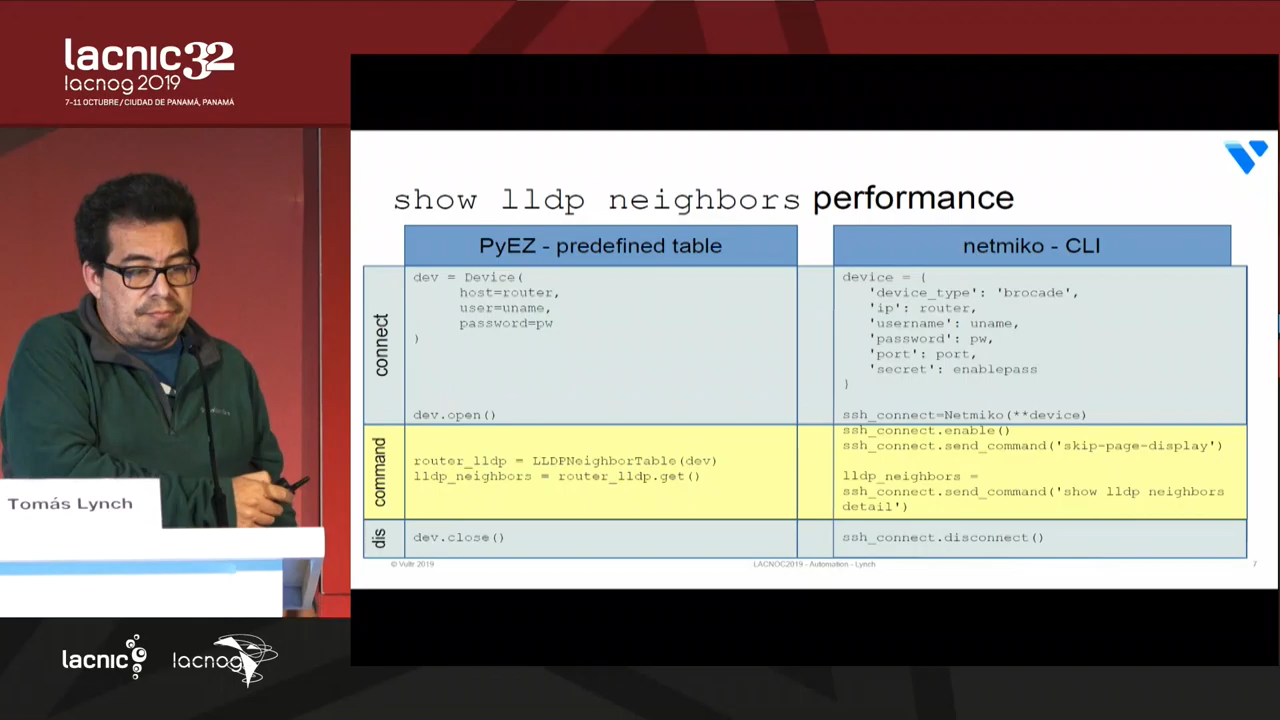 lacnic 32
lacnog 2019
7-11 OCTUBRE / CIUDAD DE PANAMÁ, PANAMÁ
show lldp neighbors performance
PyEZ - predefined table
netmiko - CLI
connect
dev = Device(
host=router,
user=uname,
password=pw
)
dev.open()
device = {
'device_type': 'brocade',
'ip': router,
'username': uname,
'password': pw,
'port': port,
'secret': enablepass
}
ssh_connect=Netmiko(**device)
command
router_lldp = LLDPNeighborTable(dev)
lldp_neighbors = router_lldp.get()
ssh_connect.enable()
ssh_connect.send_command('skip-page-display')
lldp_neighbors =
ssh_connect.send_command('show lldp neighbors
detail')
dis
dev.close()
ssh_connect.disconnect()
© Vultr 2019
LACNOC2019 - Automation - Lynch
7
Tomás Lynch
lacnic
lacnog